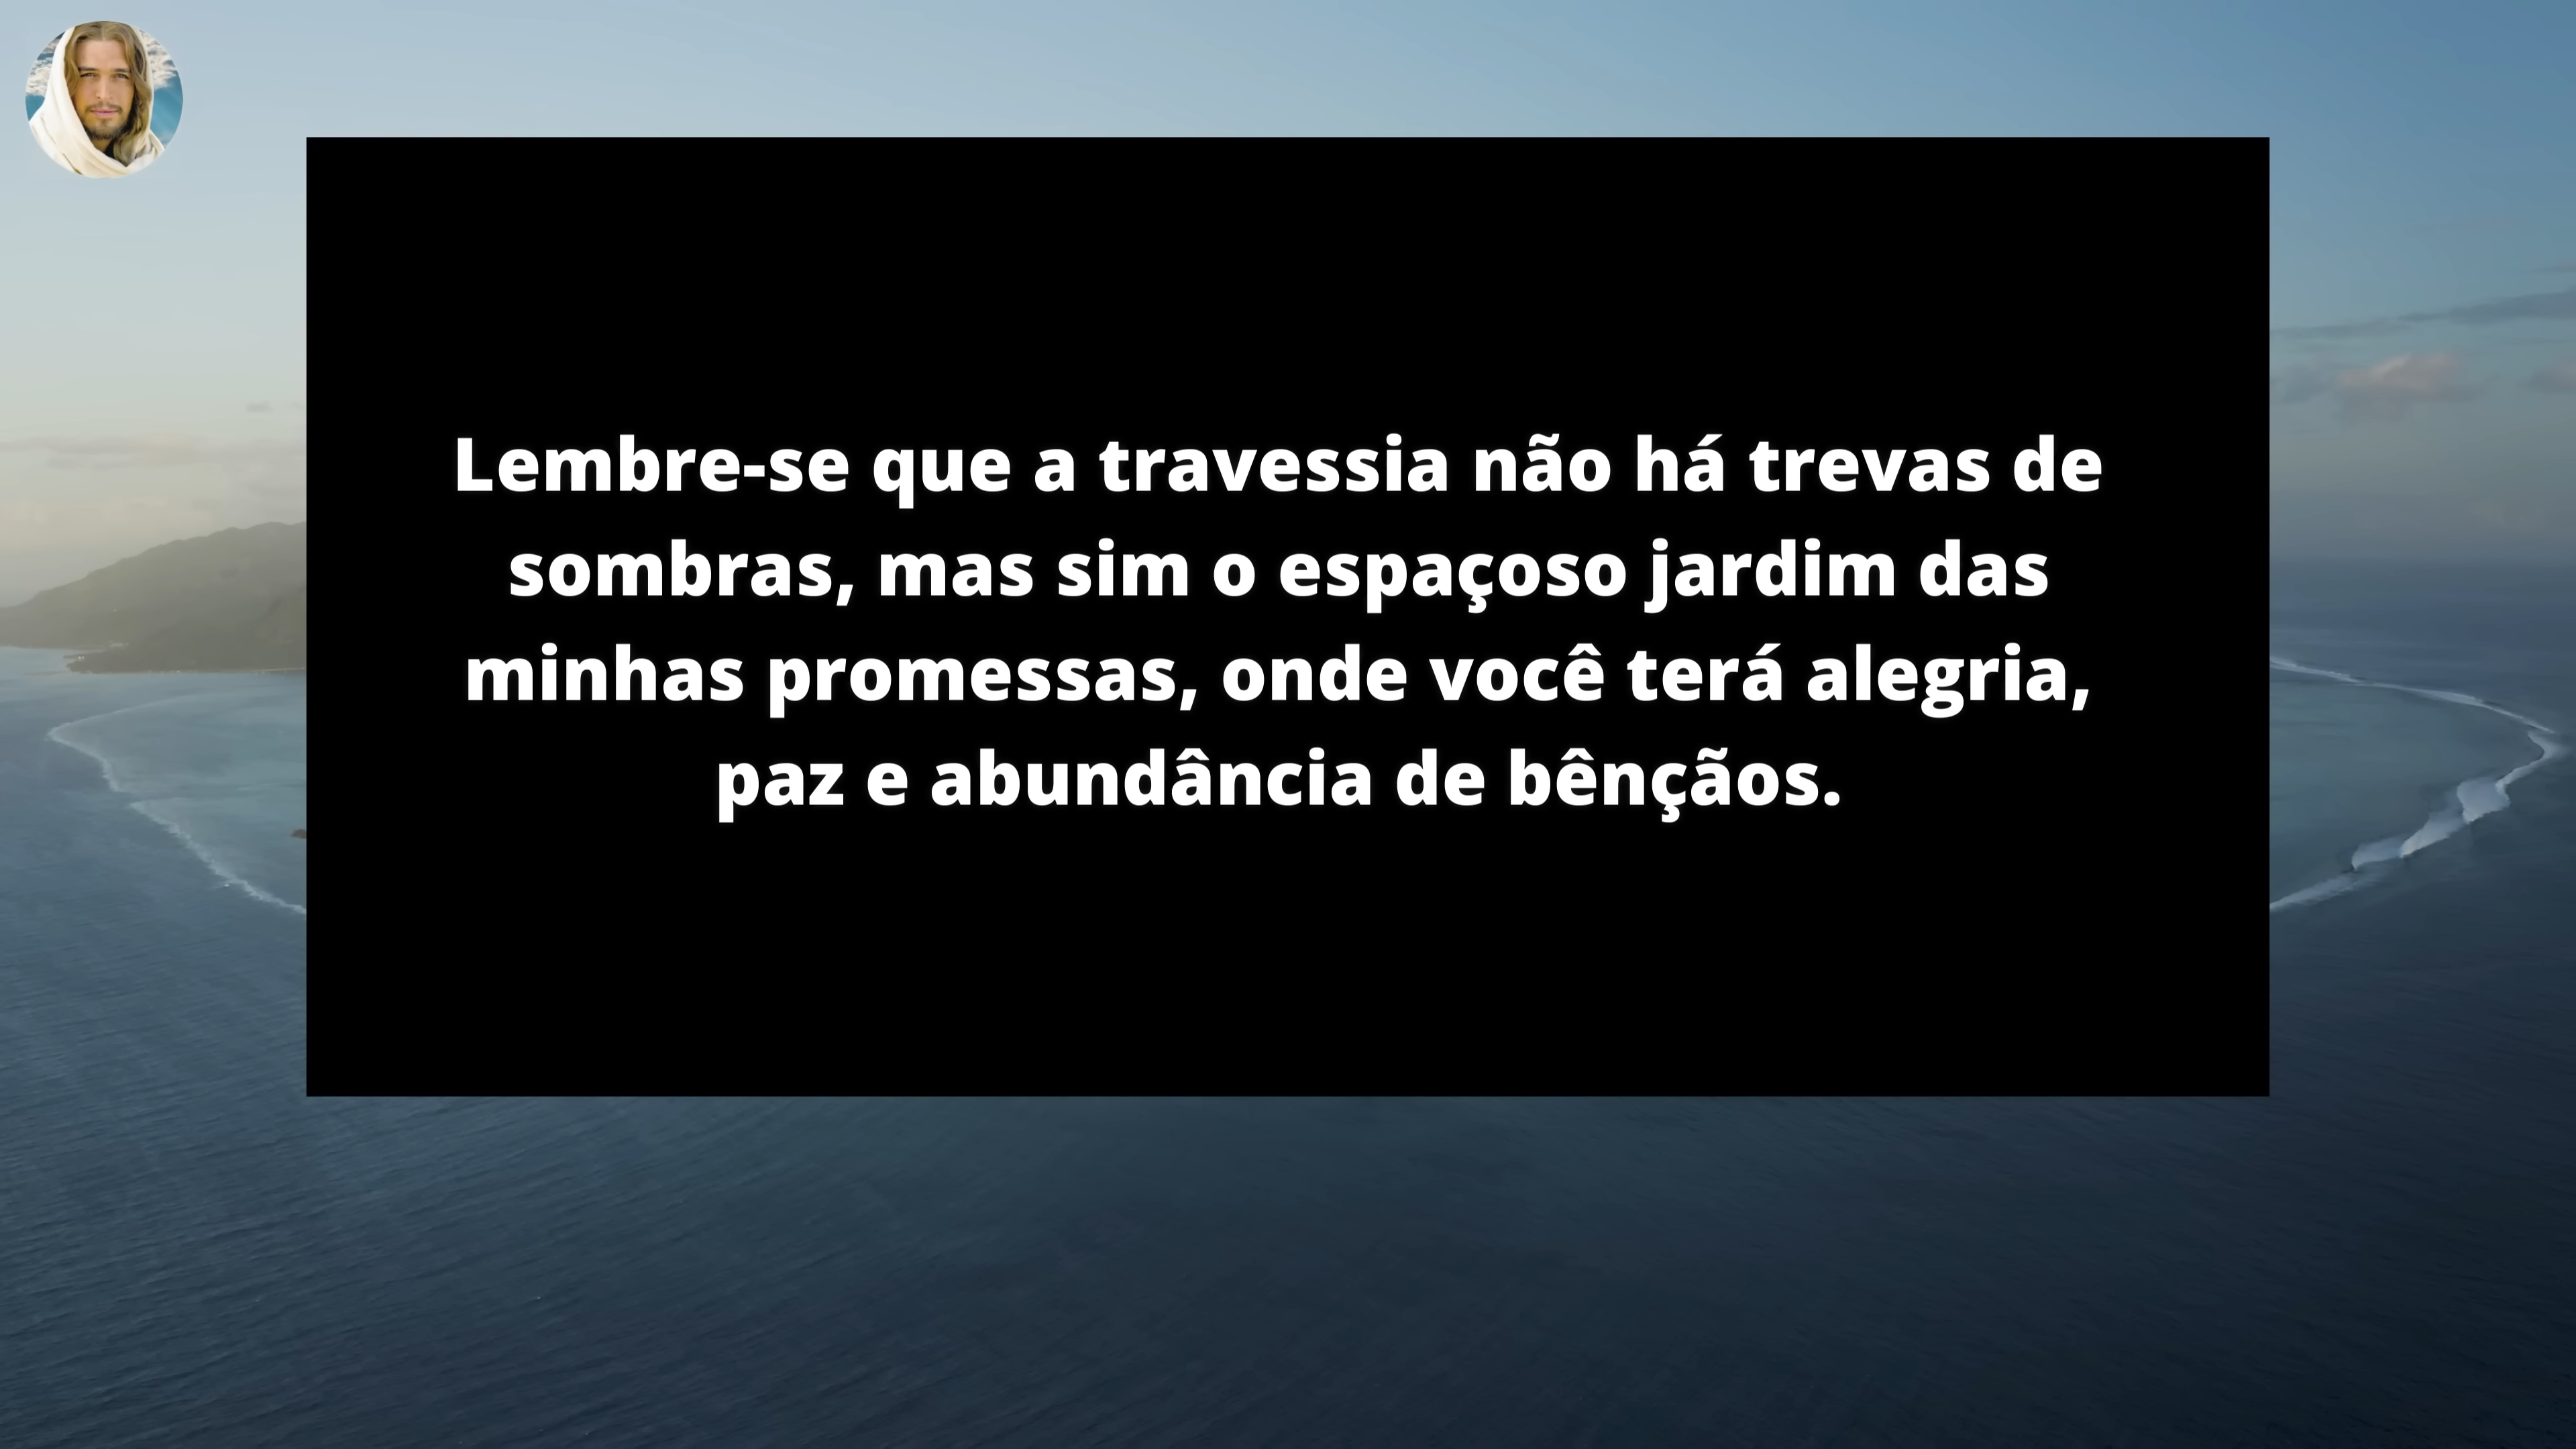 Lembre-se que a travessia não há trevas de
sombras, mas sim o espaçoso jardim das
minhas promessas, onde você terá alegria,
paz e abundância de bênçãos.